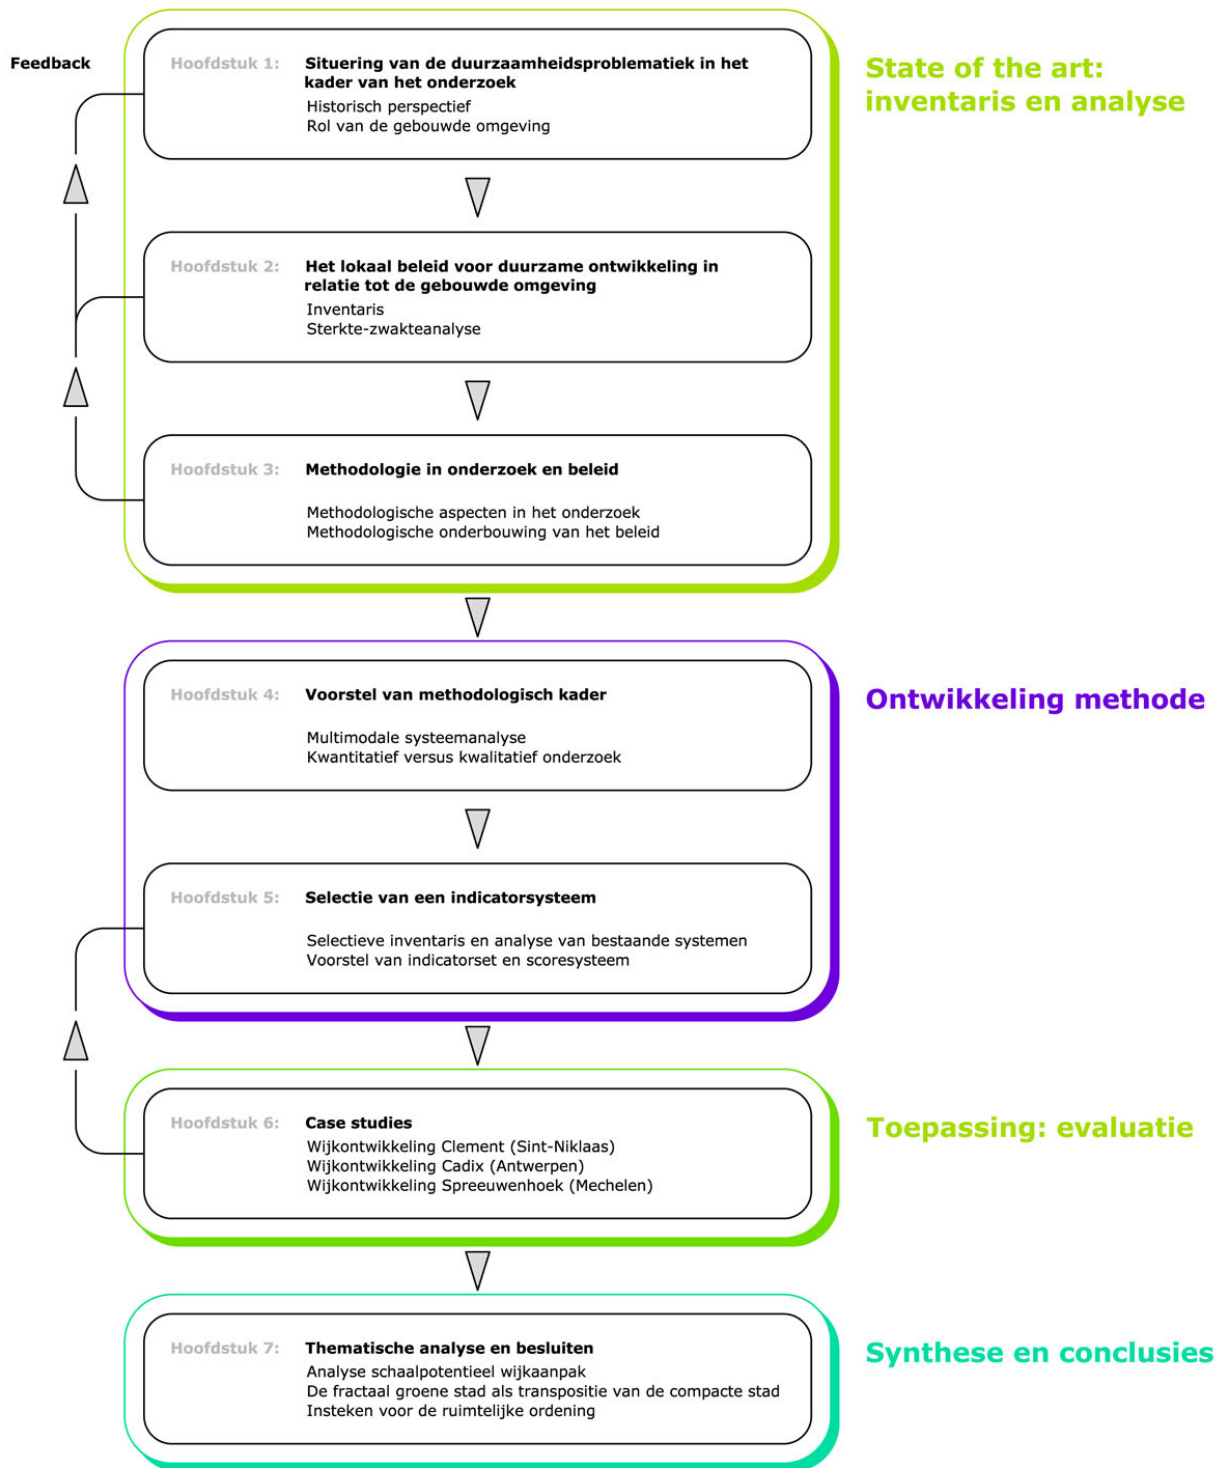 Feedback
Hoofdstuk 1: Situering van de duurzaamheidsproblematiek in het
kader van het onderzoek
Historisch perspectief
Rol van de gebouwde omgeving
State of the art:
inventaris en analyse
Hoofdstuk 2: Het lokaal beleid voor duurzame ontwikkeling in
relatie tot de gebouwde omgeving
Inventaris
Sterkte-zwakteanalyse
Hoofdstuk 3: Methodologie in onderzoek en beleid
Methodologische aspecten in het onderzoek
Methodologische onderbouwing van het beleid
Hoofdstuk 4: Voorstel van methodologisch kader
Multimodale systeemanalyse
Kwantitatief versus kwalitatief onderzoek
Ontwikkeling methode
Hoofdstuk 5: Selectie van een indicatorsysteem
Selectieve inventaris en analyse van bestaande systemen
Voorstel van indicatorset en scoresysteem
Hoofdstuk 6: Case studies
Wijkontwikkeling Clement (Sint-Niklaas)
Wijkontwikkeling Cadix (Antwerpen)
Wijkontwikkeling Spreeuwenhoek (Mechelen)
Toepassing: evaluatie
Hoofdstuk 7: Thematische analyse en besluiten
Analyse schaalpotentieel wijkaanpak
De fractaal groene stad als transpositie van de compacte stad
Insteken voor de ruimtelijke ordening
Synthese en conclusies